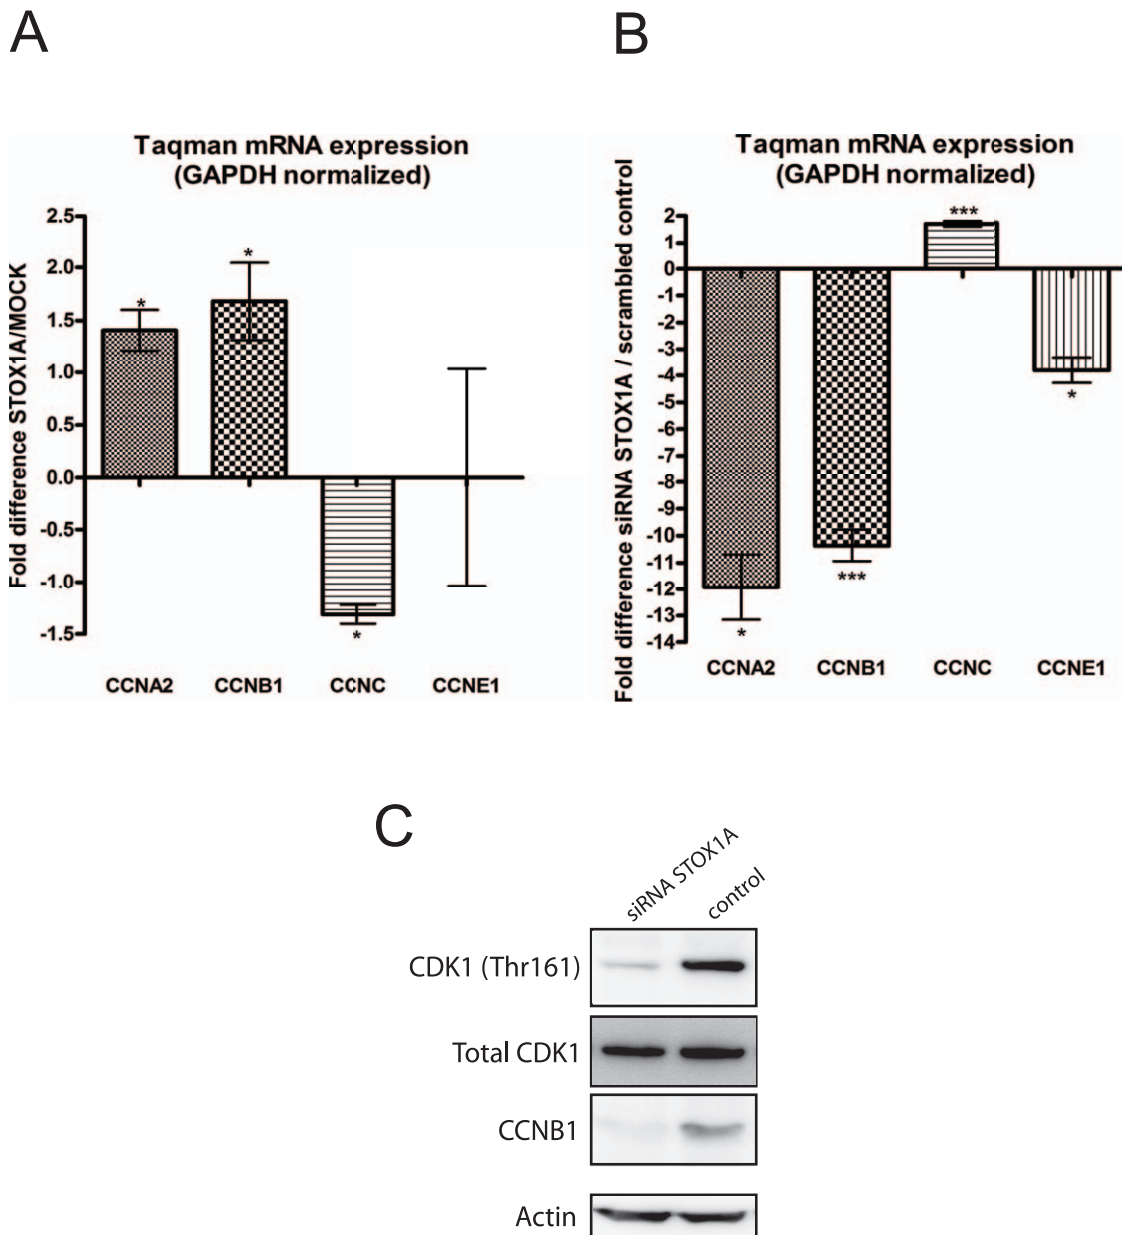 A
Taqman mRNA expression
(GAPDH normalized)
Fold difference STOX1A/MOCK
2.5
2.0
1.5
1.0
0.5
0.0
-0.5
-1.0
-1.5
*
*
*
CCNA2
CCNB1
CCNC
CCNE1
B
Taqman mRNA expression
(GAPDH normalized)
Fold difference siRNA STOX1A / scrambled control
2
1
0
-1
-2
-3
-4
-5
-6
-7
-8
-9
-10
-11
-12
-13
-14
*
***
***
*
CCNA2
CCNB1
CCNC
CCNE1
C
siRNA STOX1A
control
CDK1 (Thr161)
Total CDK1
CCNB1
Actin